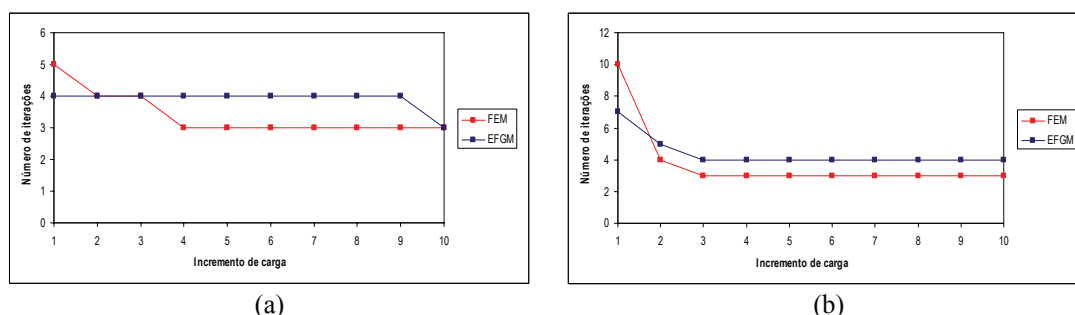 6
5
4
3
2
1
0
Número de iterações
1 2 3 4 5 6 7 8 9 10
Incremento de carga
FEM
EFGM
(a)
12
10
8
6
4
2
0
Número de iterações
1 2 3 4 5 6 7 8 9 10
Incremento de carga
FEM
EFGM
(b)